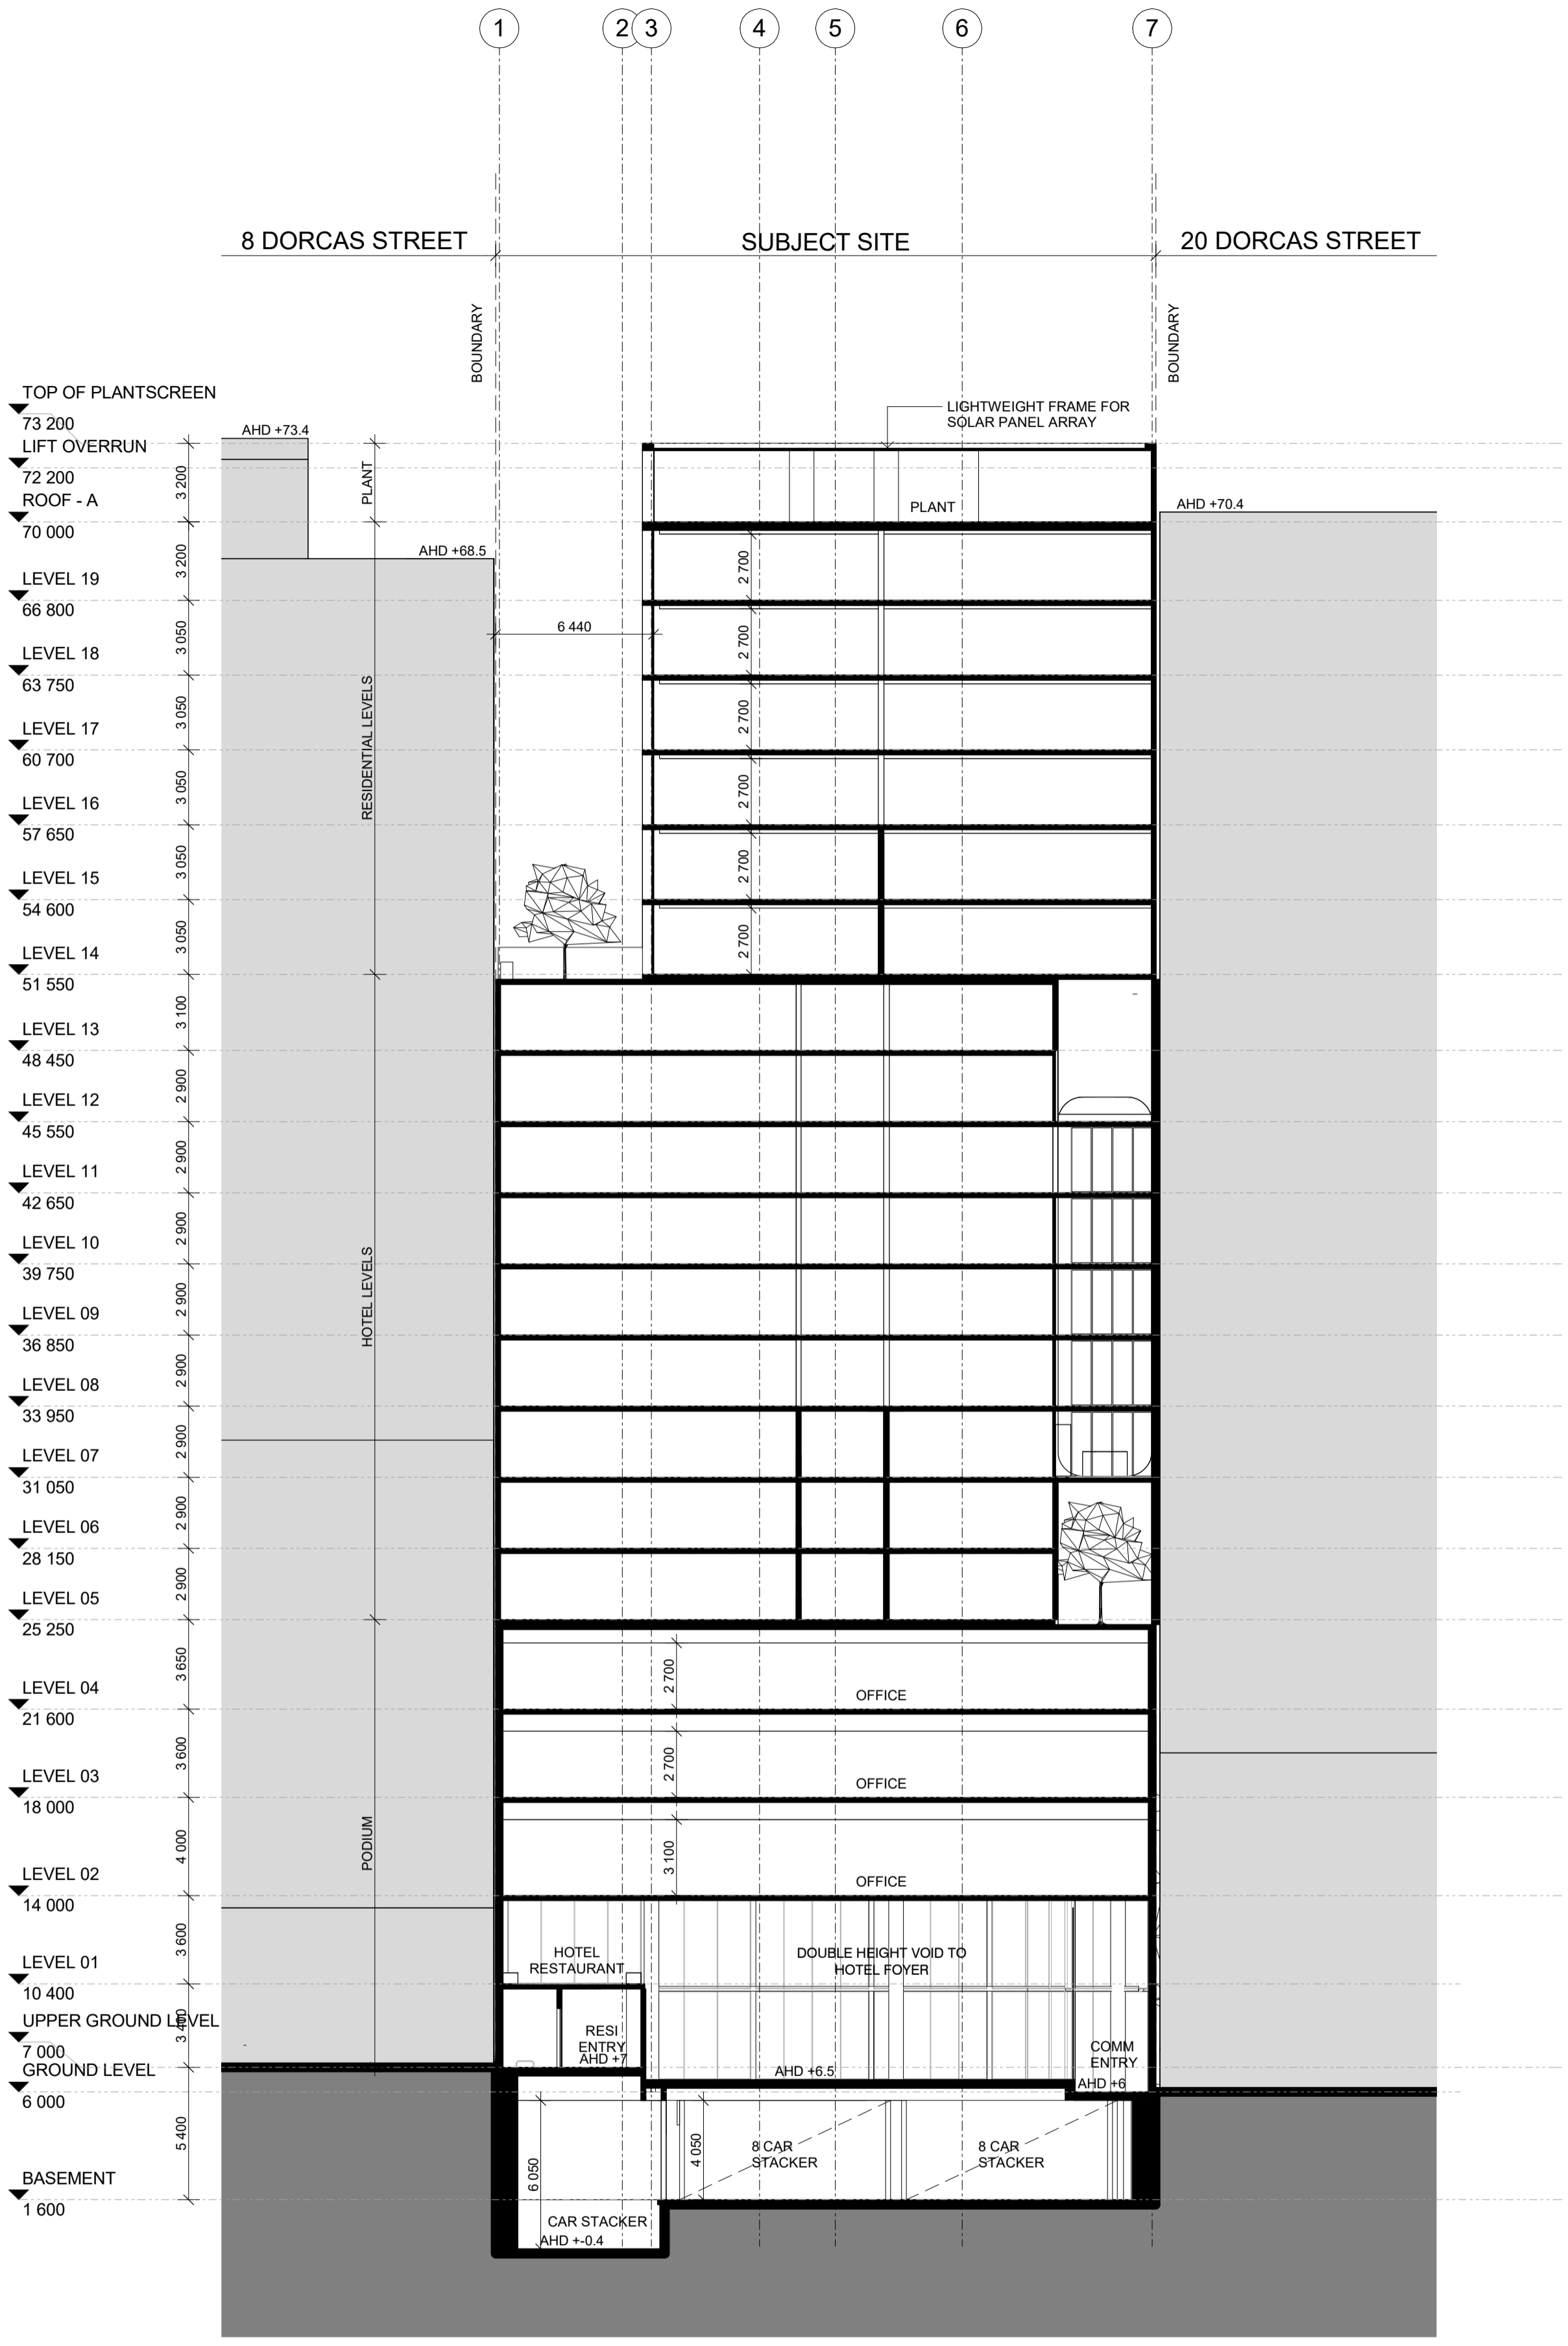 1
2
3
4
5
6
7
8 DORCAS STREET
SUBJECT SITE
20 DORCAS STREET
BOUNDARY
BOUNDARY
TOP OF PLANTSCREEN
73 200
LIFT OVERRUN
72 200
ROOF - A
70 000
LEVEL 19
66 800
LEVEL 18
63 750
LEVEL 17
60 700
LEVEL 16
57 650
LEVEL 15
54 600
LEVEL 14
51 550
LEVEL 13
48 450
LEVEL 12
45 550
LEVEL 11
42 650
LEVEL 10
39 750
LEVEL 09
36 850
LEVEL 08
33 950
LEVEL 07
31 050
LEVEL 06
28 150
LEVEL 05
25 250
LEVEL 04
21 600
LEVEL 03
18 000
LEVEL 02
14 000
LEVEL 01
10 400
UPPER GROUND LEVEL
7 000
GROUND LEVEL
6 000
BASEMENT
1 600
3 200
3 200
3 050
3 050
3 050
3 050
3 050
3 100
2 900
2 900
2 900
2 900
2 900
2 900
2 900
2 900
3 650
3 600
4 000
3 600
3 400
5 400
AHD +73.4
AHD +68.5
AHD +70.4
PLANT
RESIDENTIAL LEVELS
HOTEL LEVELS
PODIUM
LIGHTWEIGHT FRAME FOR
SOLAR PANEL ARRAY
PLANT
6 440
2 700
2 700
2 700
2 700
2 700
2 700
2 700
OFFICE
2 700
OFFICE
3 100
OFFICE
HOTEL
RESTAURANT
DOUBLE HEIGHT VOID TO
HOTEL FOYER
RESI
ENTRY
AHD +7
AHD +6.5
COMM
ENTRY
AHD +6
6 050
4 050
8 CAR
STACKER
8 CAR
STACKER
CAR STACKER
AHD +-0.4